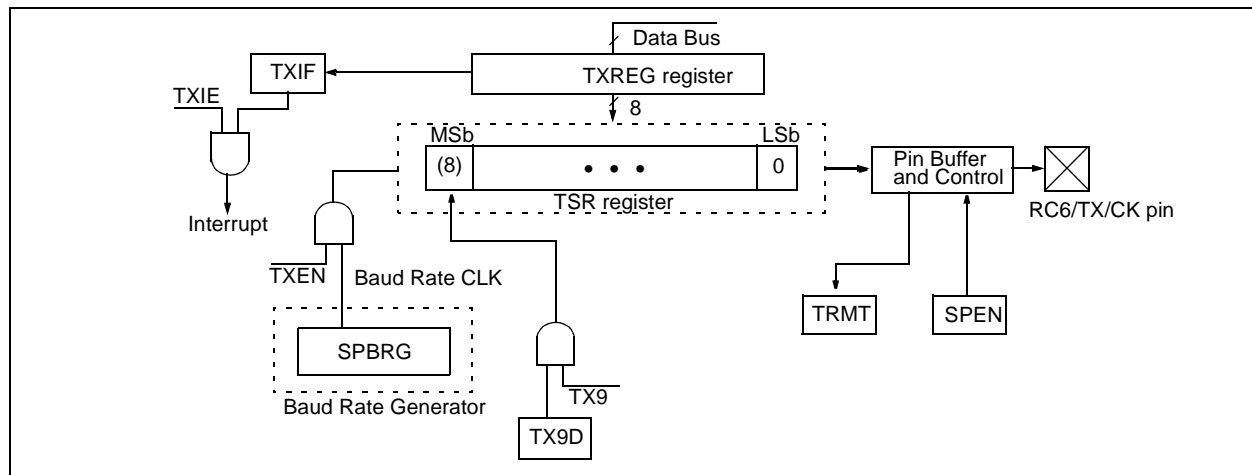 Data Bus
TXIF
TXREG register
TXIE
8
MSb
LSb
(8)
• • •
0
TSR register
Pin Buffer
and Control
Interrupt
RC6/TX/CK pin
TXEN
Baud Rate CLK
TRMT
SPEN
SPBRG
TX9
Baud Rate Generator
TX9D